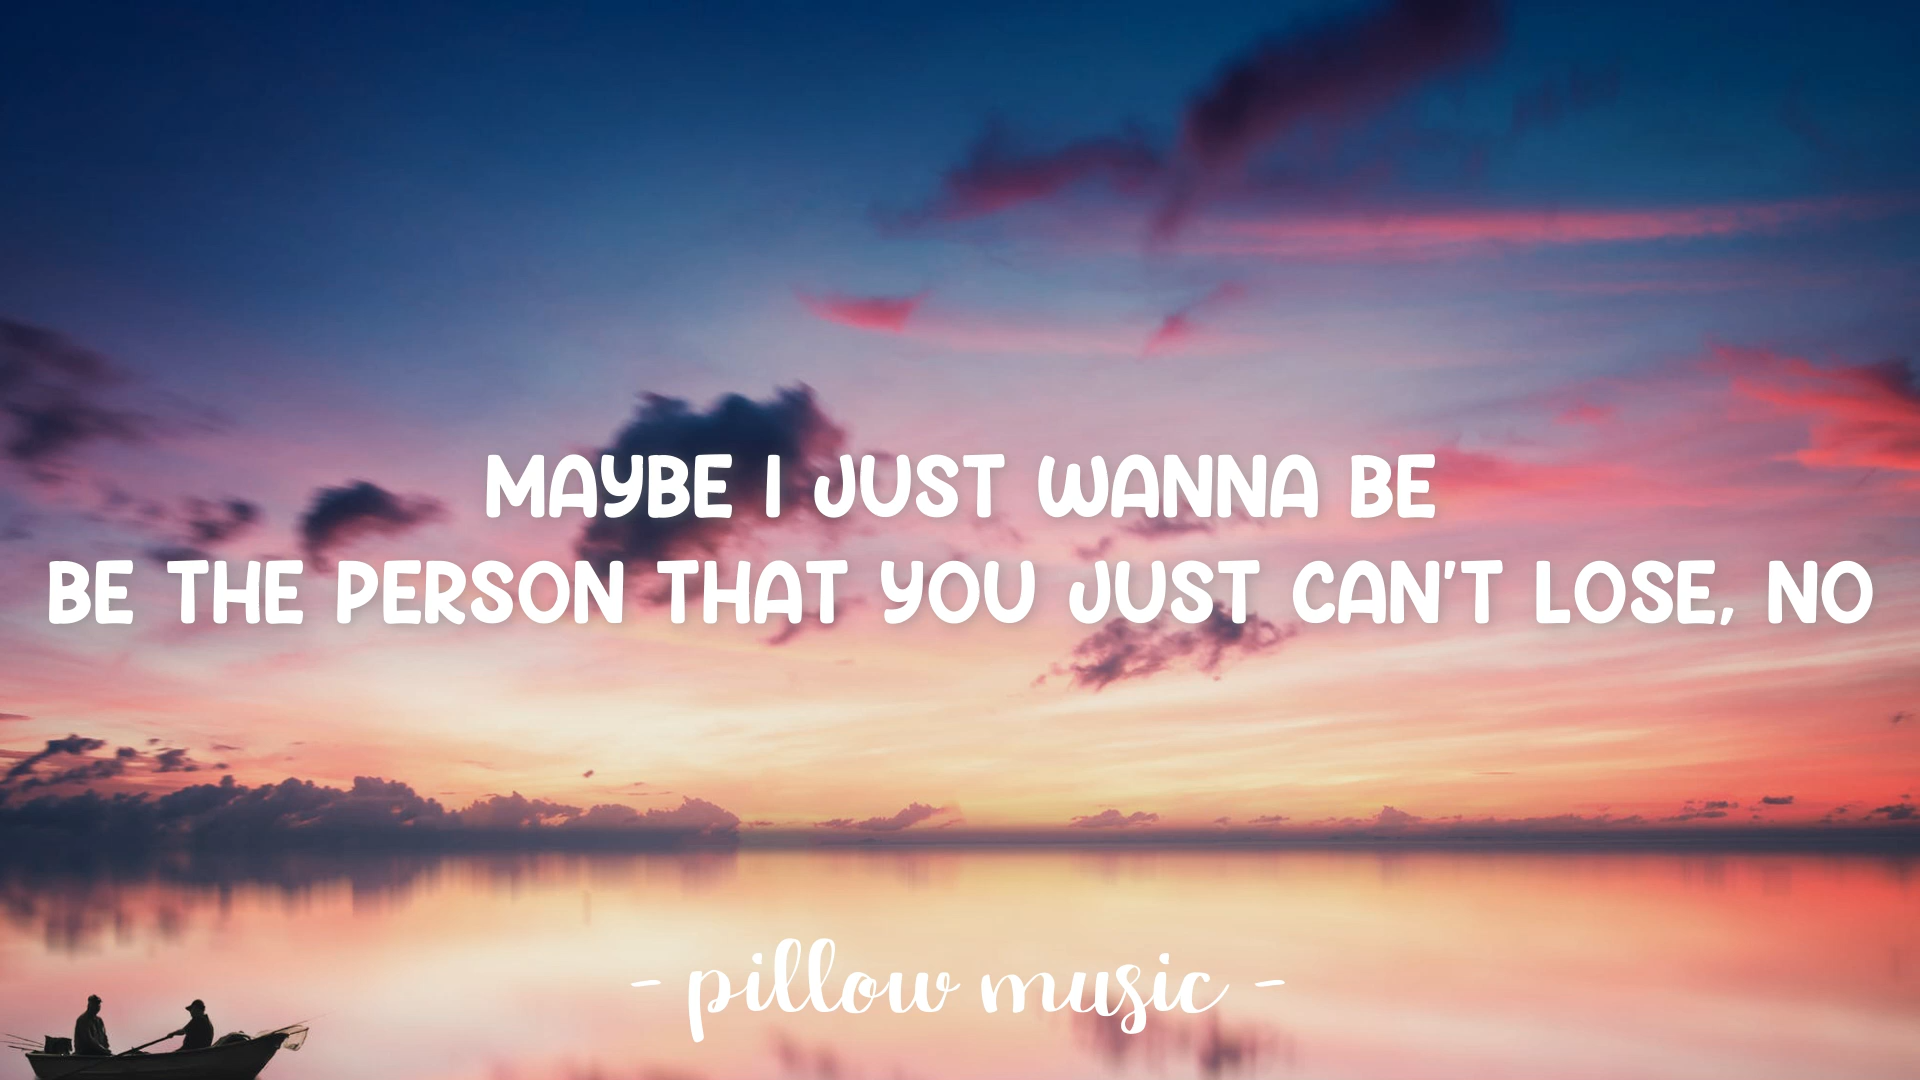 MAYBE I JUST WANNA BE
BE THE PERSON THAT YOU JUST CAN'T LOSE, NO
- pillow music -